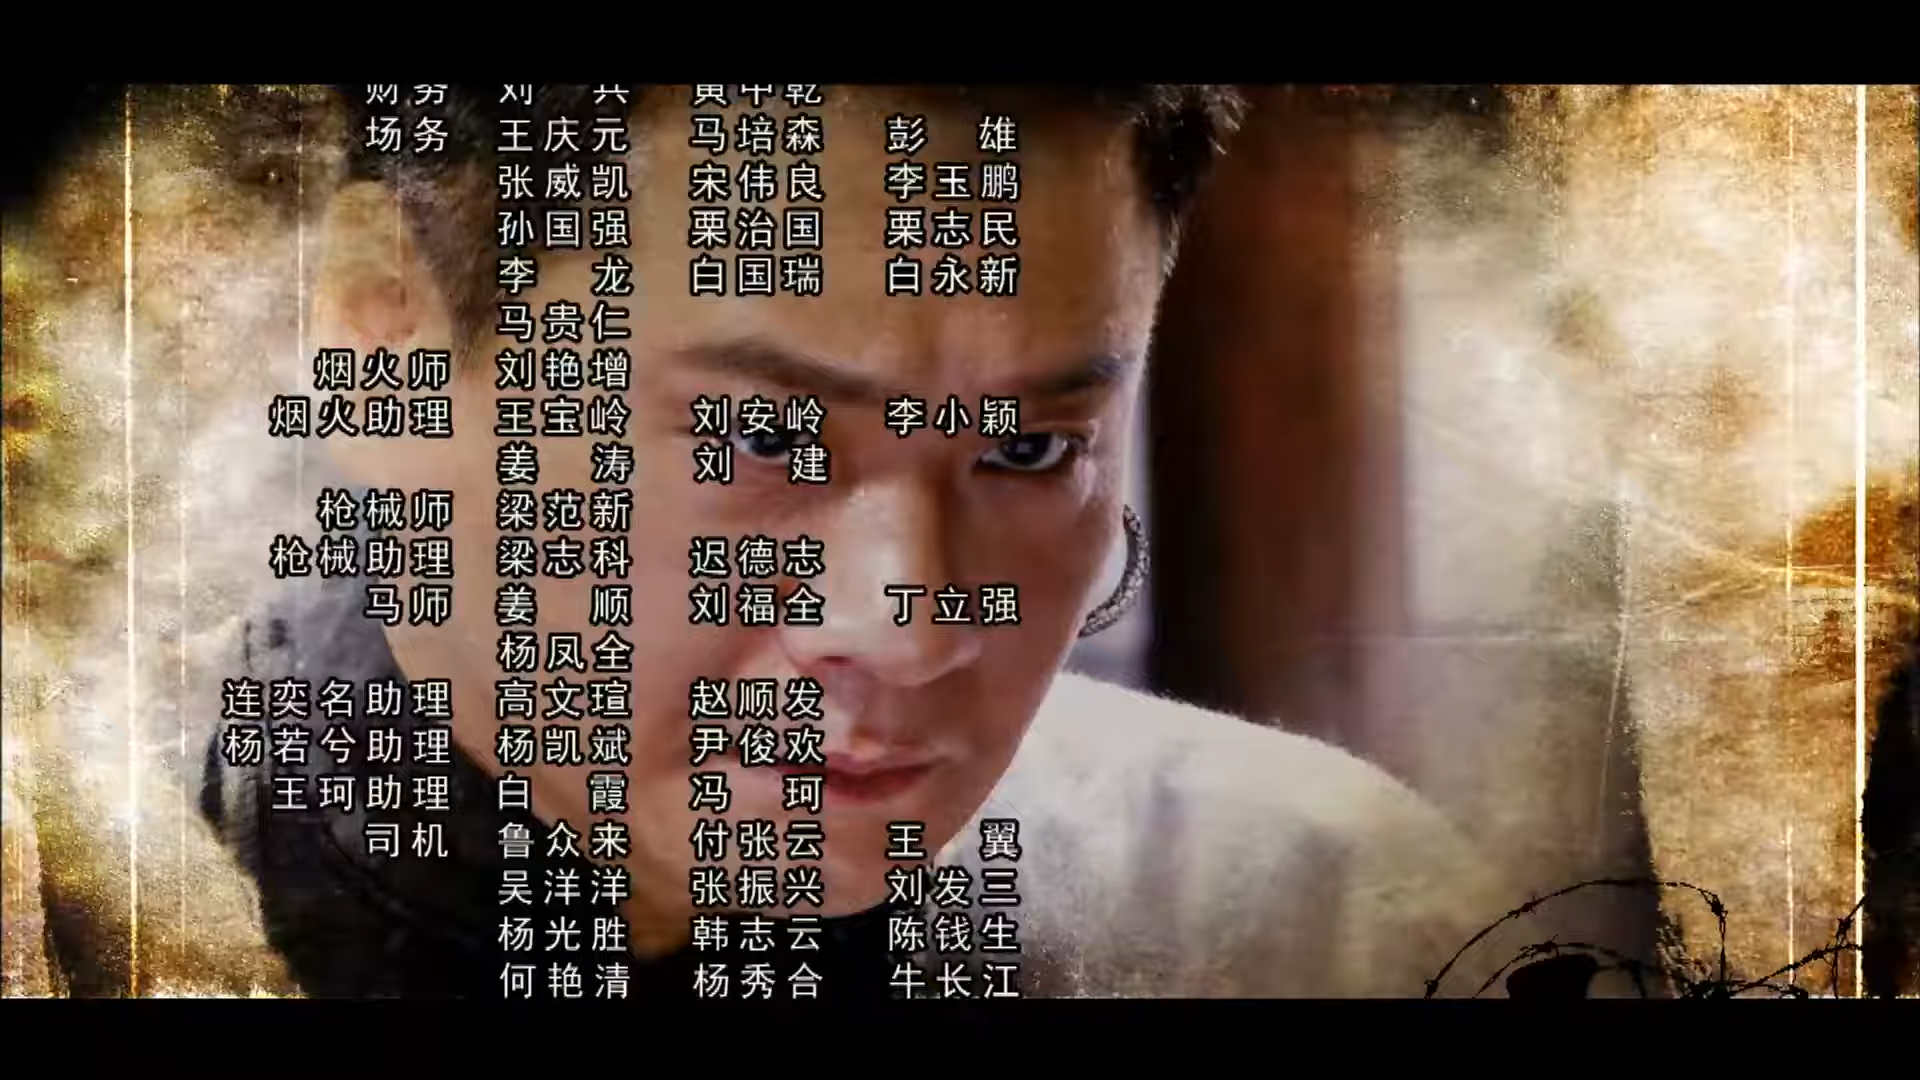 财务 刘 兵 黄中乾
场务 王庆元 马培森 彭 雄
张威凯 宋伟良 李玉鹏
孙国强 栗治国 栗志民
李 龙 白国瑞 白永新
马贵仁
烟火师 刘艳增
烟火助理 王宝岭 刘安岭 李小颖
姜 涛 刘 建
枪械师 梁范新
枪械助理 梁志科 迟德志
马师 姜 顺 刘福全 丁立强
杨凤全
连奕名助理 高文瑄 赵顺发
杨若兮助理 杨凯斌 尹俊欢
王珂助理 白 霞 冯 珂
司机 鲁众来 付张云 王 翼
吴洋洋 张振兴 刘发三
杨光胜 韩志云 陈钱生
何艳清 杨秀合 牛长江